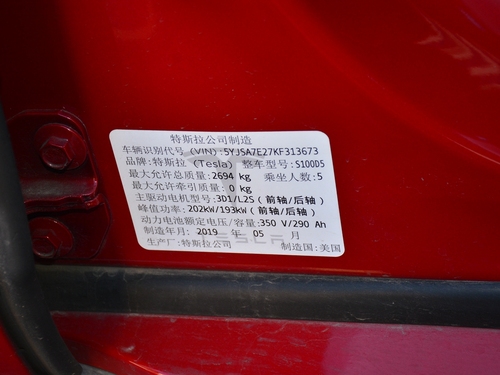 特斯拉公司制造
车辆识别代号 (VIN):5YJSA7E27KF313673
品牌:特斯拉 (Tesla) 整车型号:S100D5
最大允许总质量:2694 kg 乘坐人数:5
最大允许牵引质量: 0 kg
主驱动电机型号:3D1/L2S (前轴/后轴)
峰值功率:202kW/193kW (前轴/后轴)
动力电池额定电压/容量:350 V/290 Ah
制造年月:2019 年 05 月
生产厂:特斯拉公司 制造国:美国